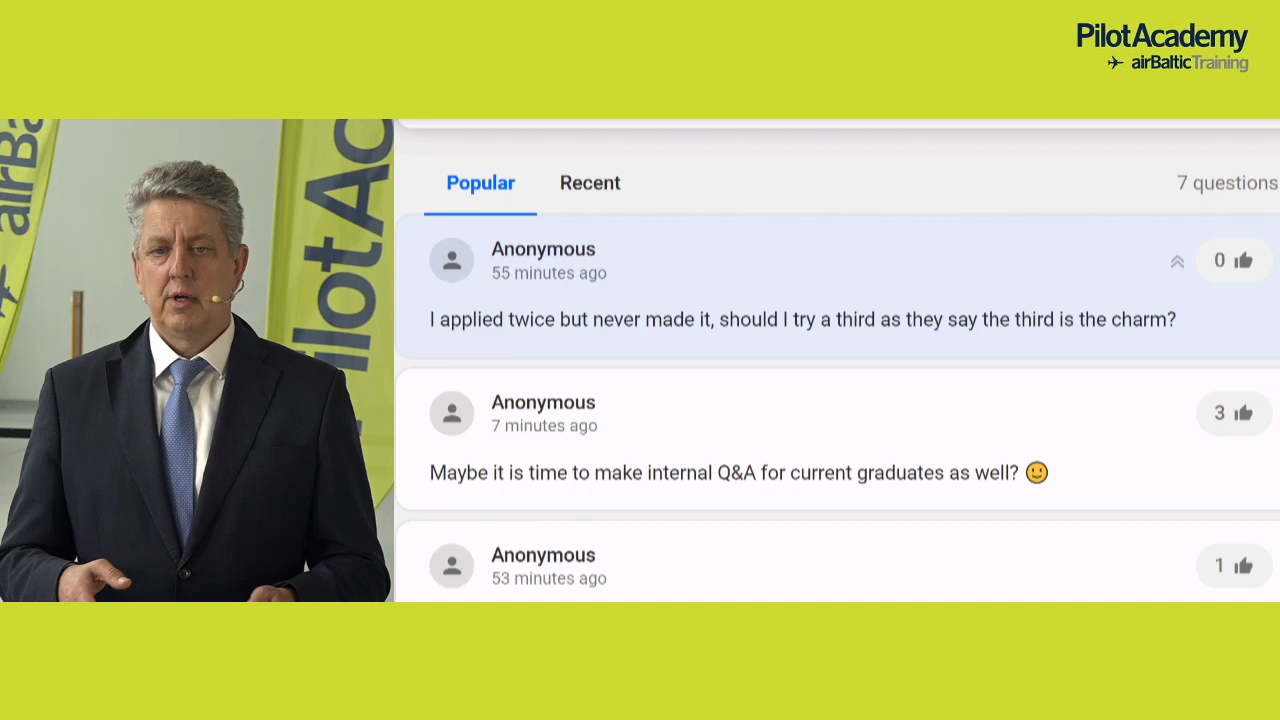 PilotAcademy
airBalticTraining
airBa
ilotAc
Popular
Recent
7 questions
Anonymous
55 minutes ago
0
I applied twice but never made it, should I try a third as they say the third is the charm?
Anonymous
7 minutes ago
3
Maybe it is time to make internal Q&A for current graduates as well? 🙂
Anonymous
53 minutes ago
1